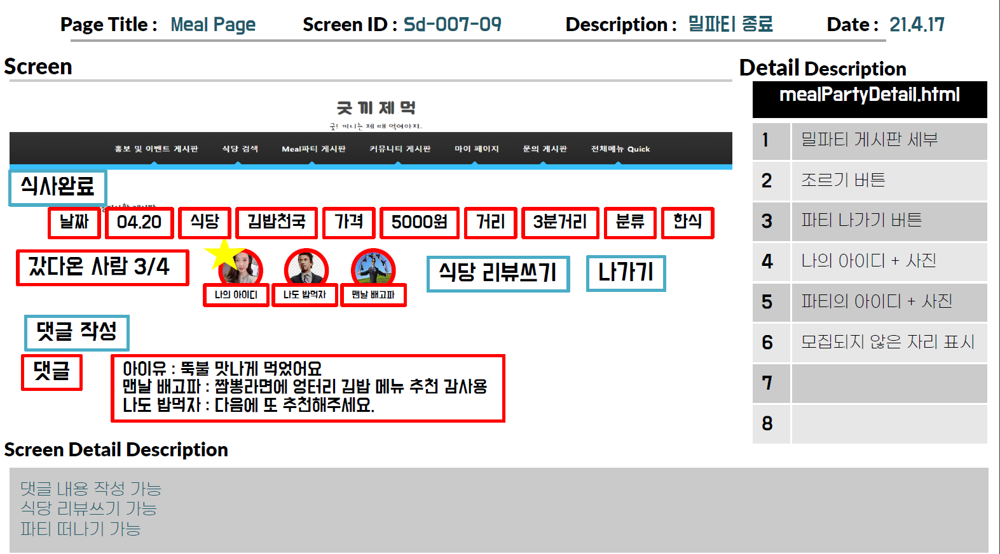 Page Title : Meal Page Screen ID : Sd-007-09 Description : 밀파티 종료 Date : 21.4.17
Screen
Detail Description
mealPartyDetail.html
굿 끼 제 먹
굿! 끼니는 제 때 먹어야지.
홍보 및 이벤트 게시판 식당 검색 Meal파티 게시판 커뮤니티 게시판 마이 페이지 문의 게시판 전체메뉴 Quick
식사완료
날짜 04.20 식당 김밥천국 가격 5000원 거리 3분거리 분류 한식
갔다온 사람 3/4
나의 아이디 나도 밥먹자 맨날 배고파
식당 리뷰쓰기 나가기
댓글 작성
댓글
아이유 : 뚝불 맛나게 먹었어요
맨날 배고파 : 짬뽕라면에 엉터리 김밥 메뉴 추천 감사용
나도 밥먹자 : 다음에 또 추천해주세요.
1 밀파티 게시판 세부
2 조르기 버튼
3 파티 나가기 버튼
4 나의 아이디 + 사진
5 파티의 아이디 + 사진
6 모집되지 않은 자리 표시
7
8
Screen Detail Description
댓글 내용 작성 가능
식당 리뷰쓰기 가능
파티 떠나기 가능